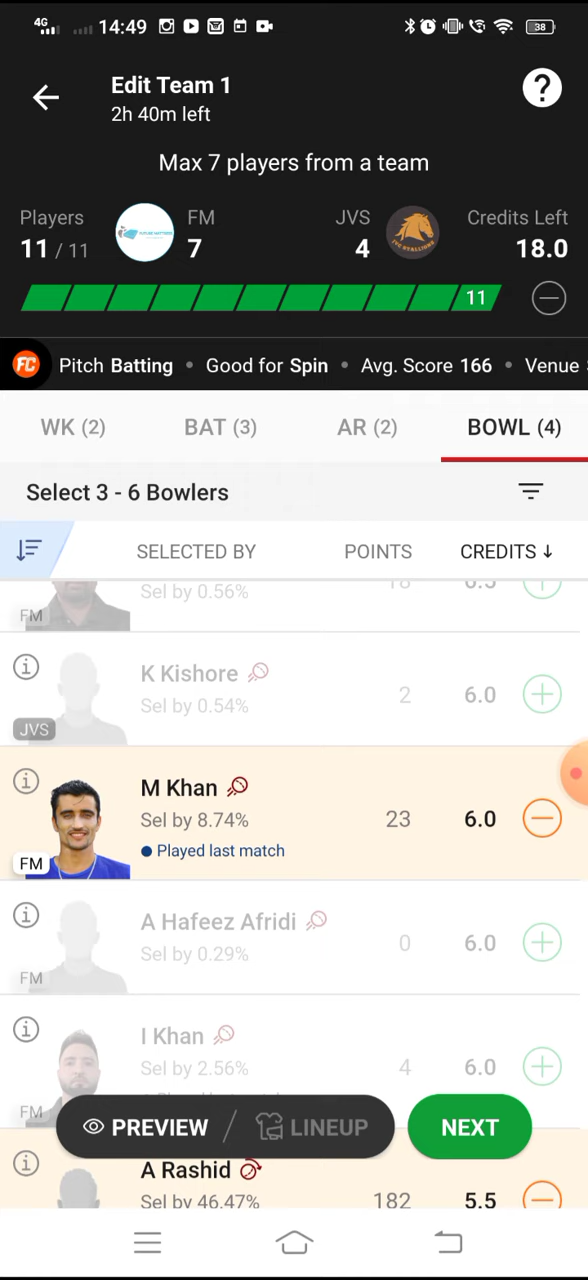 4G 14:49 38
Edit Team 1
2h 40m left
?
Max 7 players from a team
Players FM JVS Credits Left
11 / 11 7 4 18.0
11
FC Pitch Batting • Good for Spin • Avg. Score 166 • Venue
WK (2) BAT (3) AR (2) BOWL (4)
Select 3 - 6 Bowlers
SELECTED BY POINTS CREDITS ↓
Sel by 0.56% 18 6.5
FM
K Kishore
Sel by 0.54% 2 6.0
JVS
M Khan
Sel by 8.74% 23 6.0
Played last match
FM
A Hafeez Afridi
Sel by 0.29% 0 6.0
FM
I Khan
Sel by 2.56% 4 6.0
FM
PREVIEW / LINEUP NEXT
A Rashid
Sel by 46.47% 182 5.5